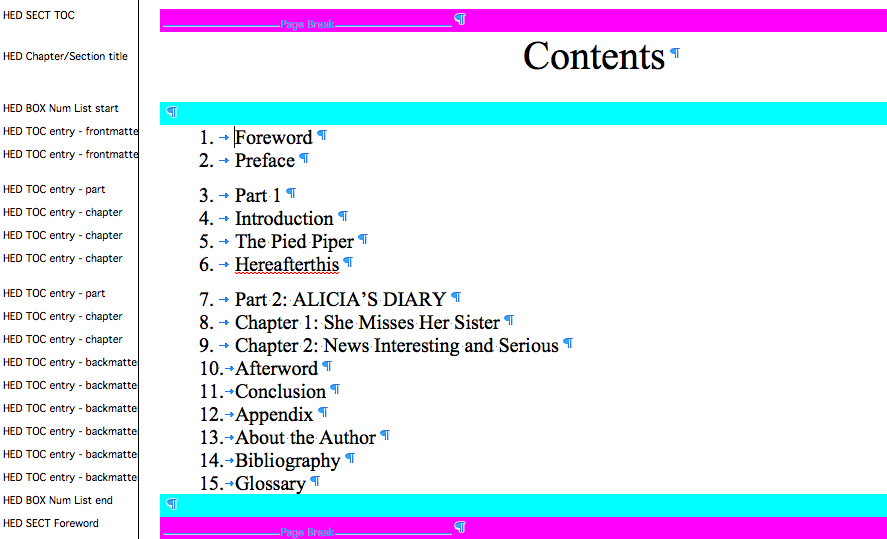 HED SECT TOC
Page Break ¶
HED Chapter/Section title
Contents ¶
HED BOX Num List start
¶
HED TOC entry - frontmatte
1. → Foreword ¶
HED TOC entry - frontmatte
2. → Preface ¶
HED TOC entry - part
3. → Part 1 ¶
HED TOC entry - chapter
4. → Introduction ¶
HED TOC entry - chapter
5. → The Pied Piper ¶
HED TOC entry - chapter
6. → Hereafterthis ¶
HED TOC entry - part
7. → Part 2: ALICIA’S DIARY ¶
HED TOC entry - chapter
8. → Chapter 1: She Misses Her Sister ¶
HED TOC entry - chapter
9. → Chapter 2: News Interesting and Serious ¶
HED TOC entry - backmatte
10.→Afterword ¶
HED TOC entry - backmatte
11.→Conclusion ¶
HED TOC entry - backmatte
12.→Appendix ¶
HED TOC entry - backmatte
13.→About the Author ¶
HED TOC entry - backmatte
14.→Bibliography ¶
HED TOC entry - backmatte
15.→Glossary ¶
HED BOX Num List end
¶
HED SECT Foreword
Page Break ¶